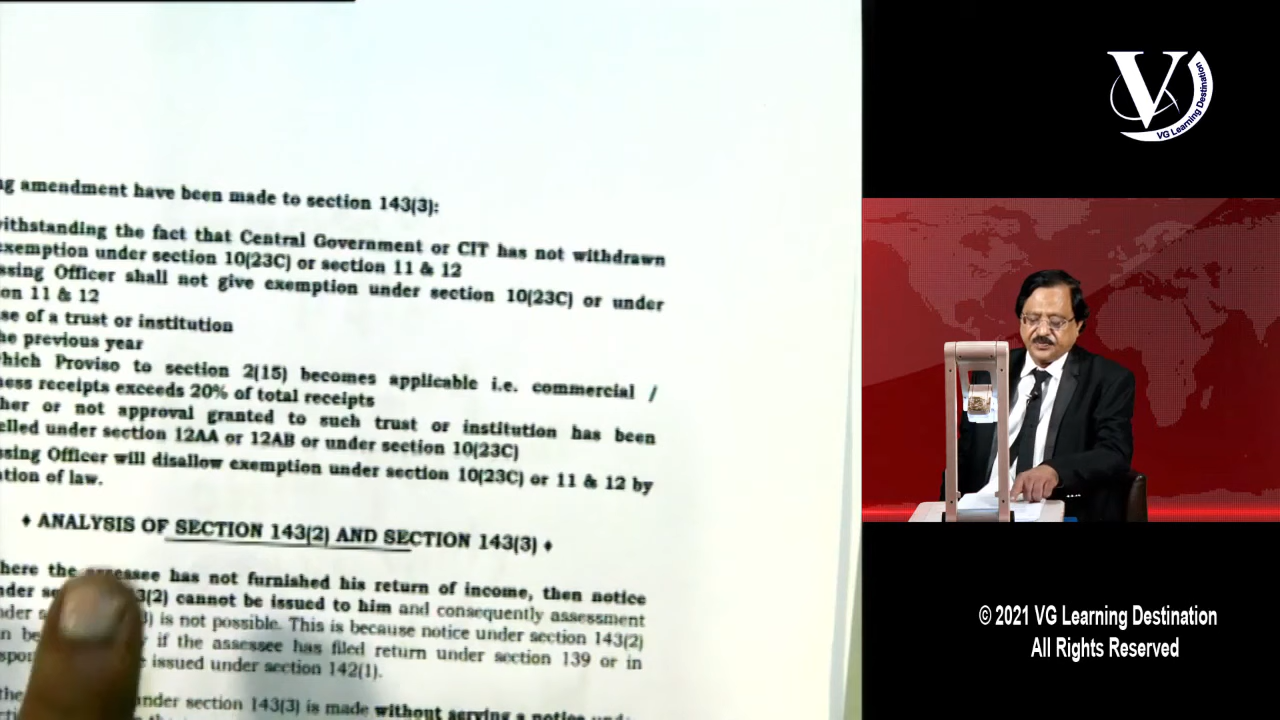 amendment have been made to section 143(3):
withstanding the fact that Central Government or CIT has not withdrawn
exemption under section 10(23C) or section 11 & 12
ssing Officer shall not give exemption under section 10(23C) or under
on 11 & 12
se of a trust or institution
he previous year
which Proviso to section 2(15) becomes applicable i.e. commercial /
ness receipts exceeds 20% of total receipts
her or not approval granted to such trust or institution has been
elled under section 12AA or 12AB or under section 10(23C)
ssing Officer will disallow exemption under section 10(23C) or 11 & 12 by
ation of law.
♦ ANALYSIS OF SECTION 143(2) AND SECTION 143(3) ♦
here the assessee has not furnished his return of income, then notice
nder 3(2) cannot be issued to him and consequently assessment
is not possible. This is because notice under section 143(2)
if the assessee has filed return under section 139 or in
issued under section 142(1).
under section 143(3) is made without serving a notice
V
VG Learning Destination
© 2021 VG Learning Destination
All Rights Reserved